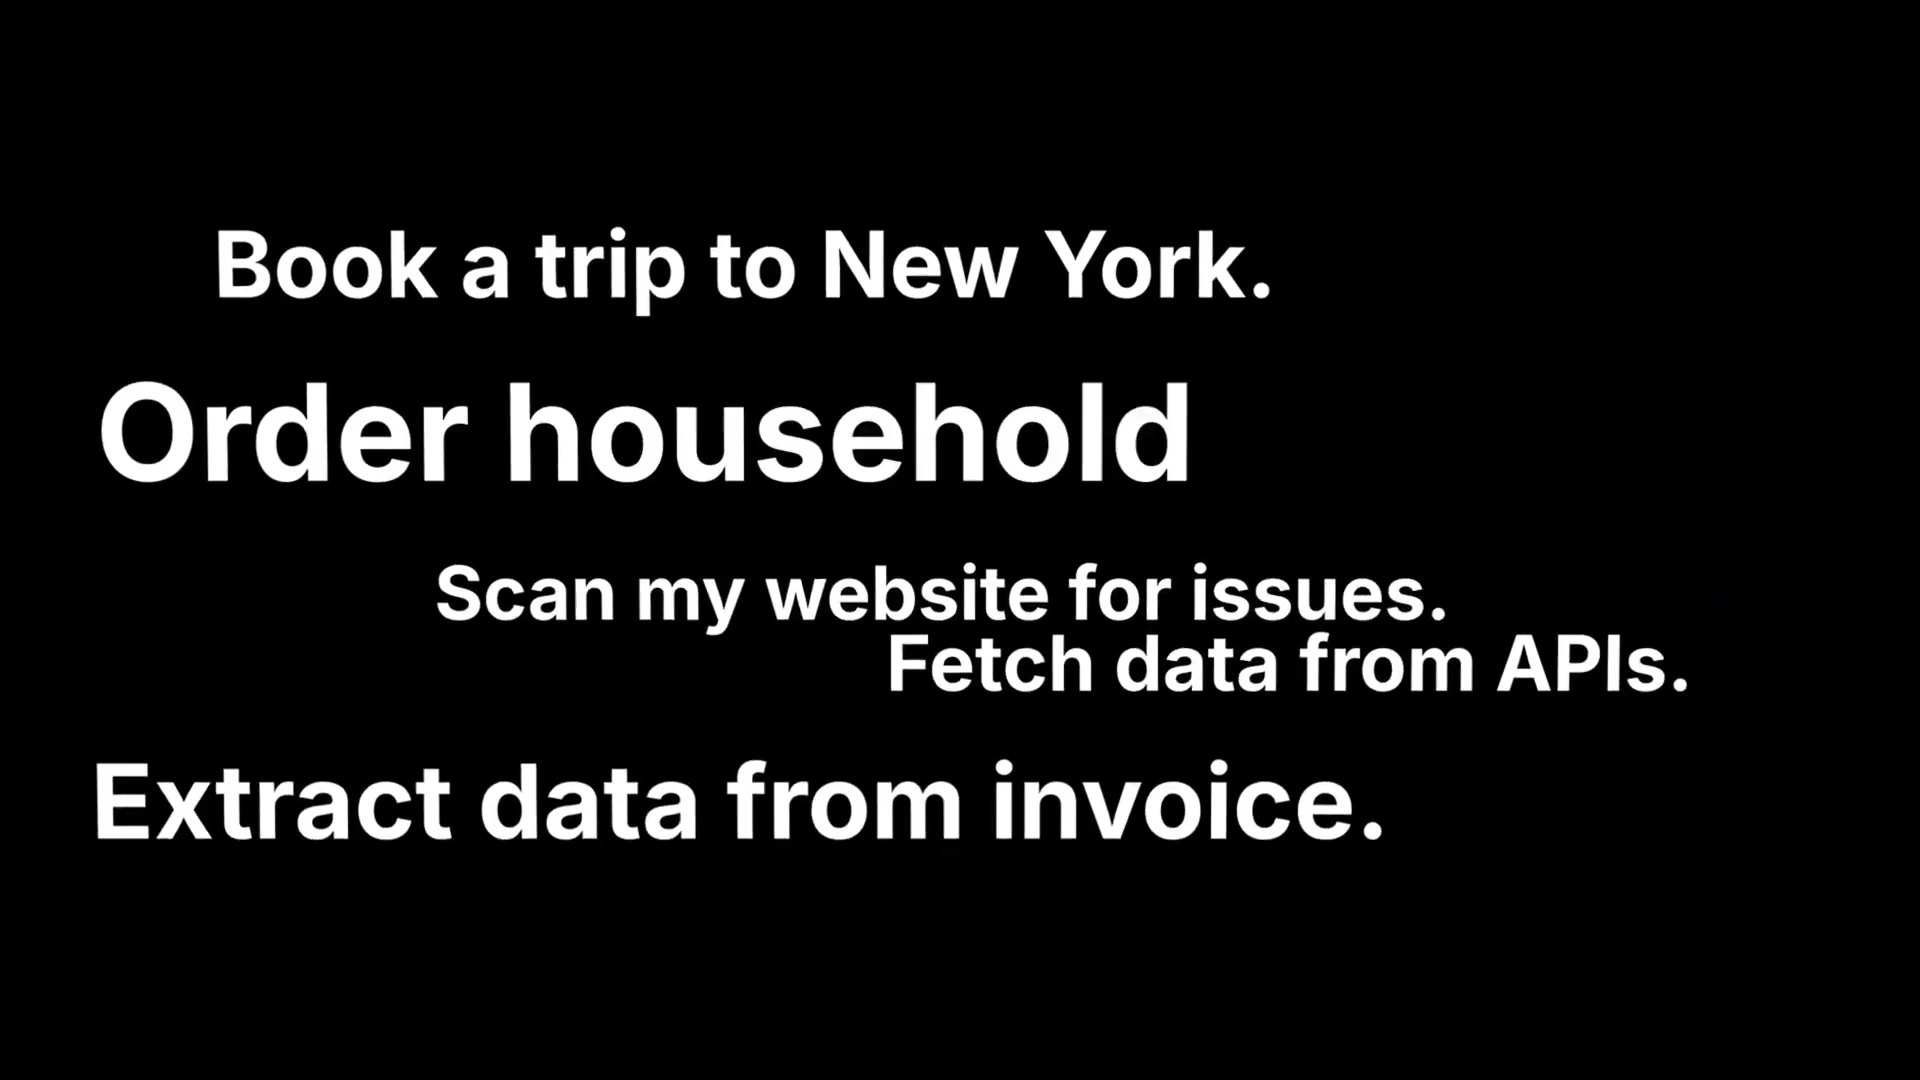 Book a trip to New York.
Order household
Scan my website for issues.
Fetch data from APIs.
Extract data from invoice.